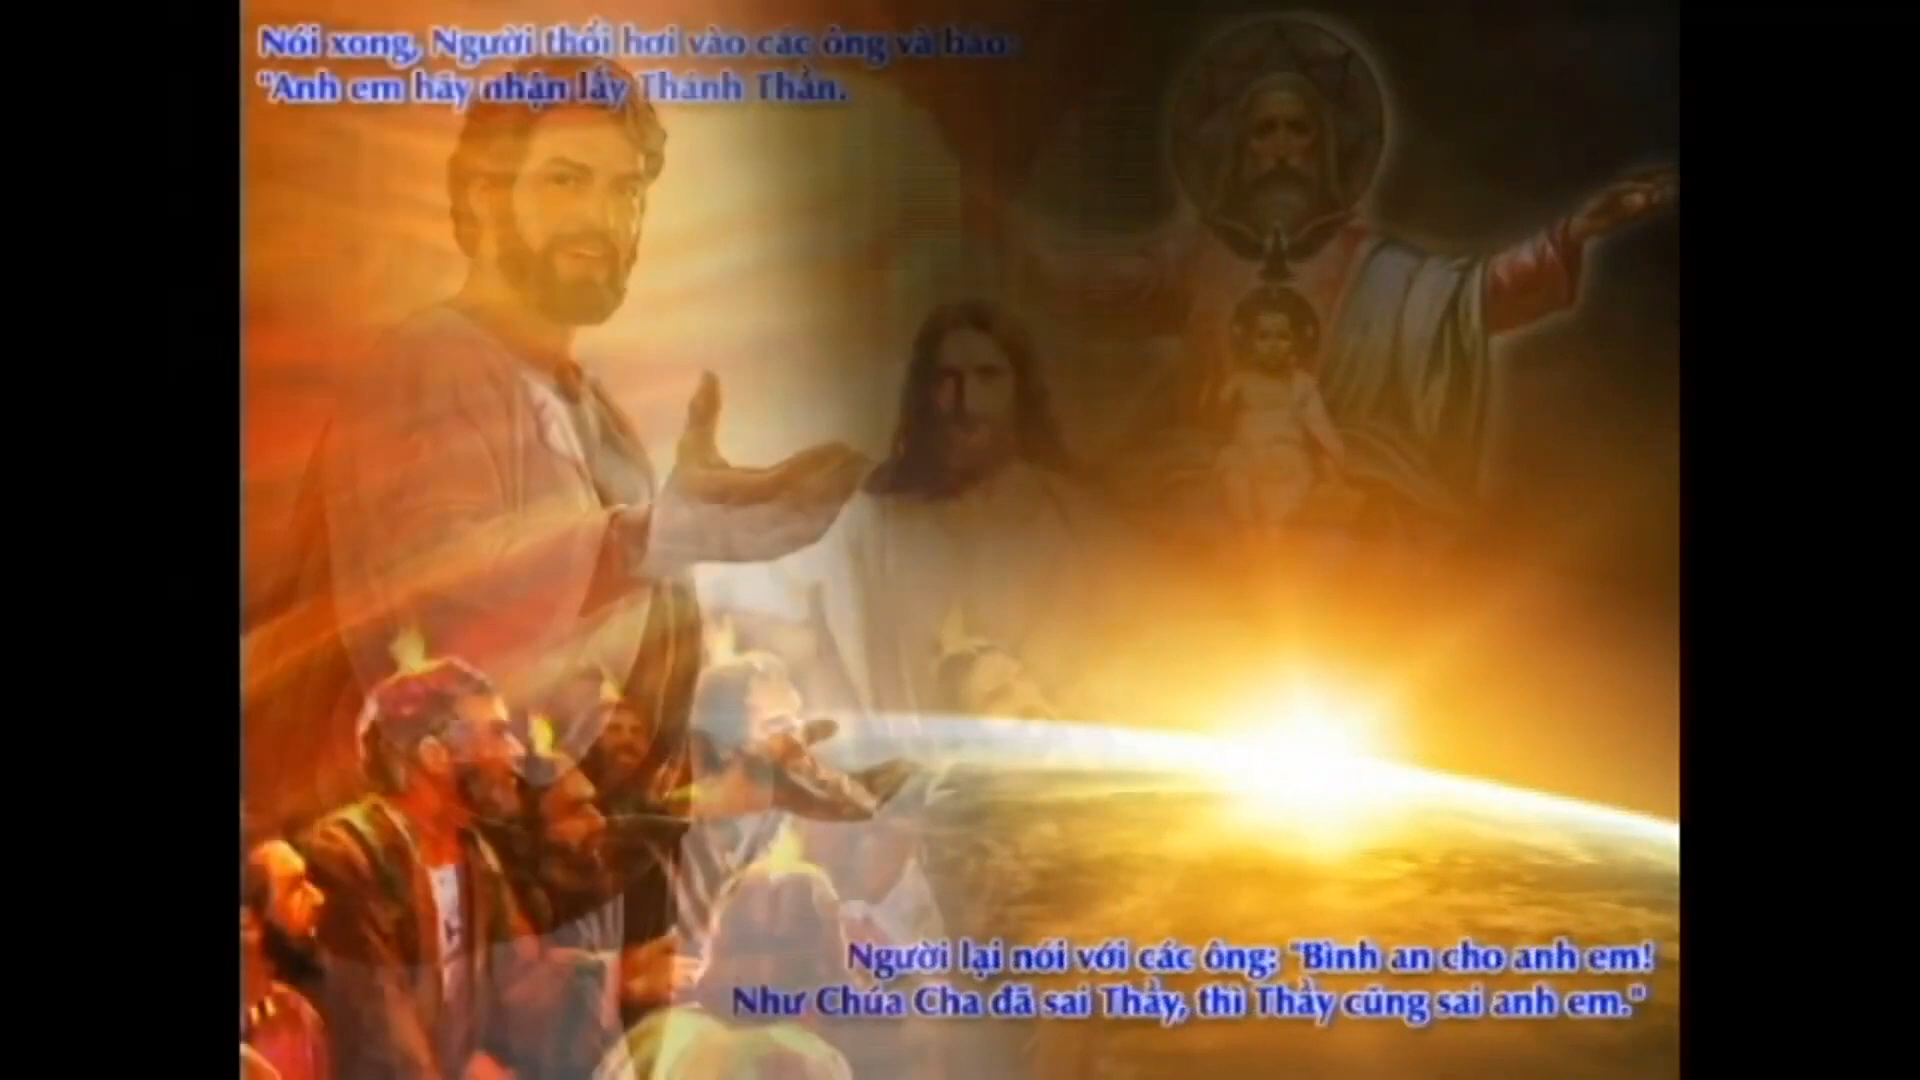 Nói xong, Người thổi hơi vào các ông và bảo:
"Anh em hãy nhận lấy Thánh Thần.
Người lại nói với các ông: "Bình an cho anh em!
Như Chúa Cha đã sai Thầy, thì Thầy cũng sai anh em."